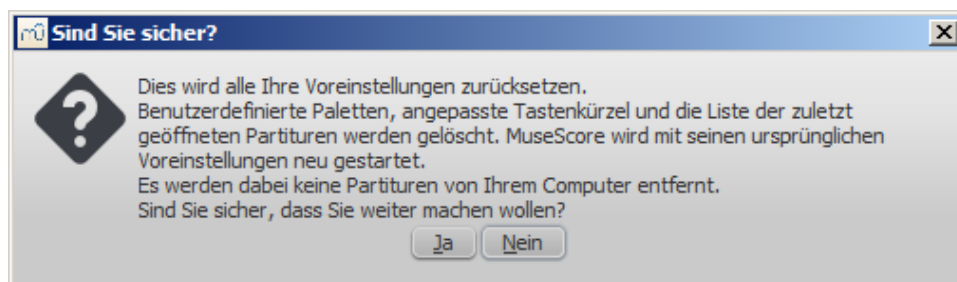 Sind Sie sicher?
Dies wird alle Ihre Voreinstellungen zurücksetzen.
Benutzerdefinierte Paletten, angepasste Tastenkürzel und die Liste der zuletzt
geöffneten Partituren werden gelöscht. MuseScore wird mit seinen ursprünglichen
Voreinstellungen neu gestartet.
Es werden dabei keine Partituren von Ihrem Computer entfernt.
Sind Sie sicher, dass Sie weiter machen wollen?
Ja Nein